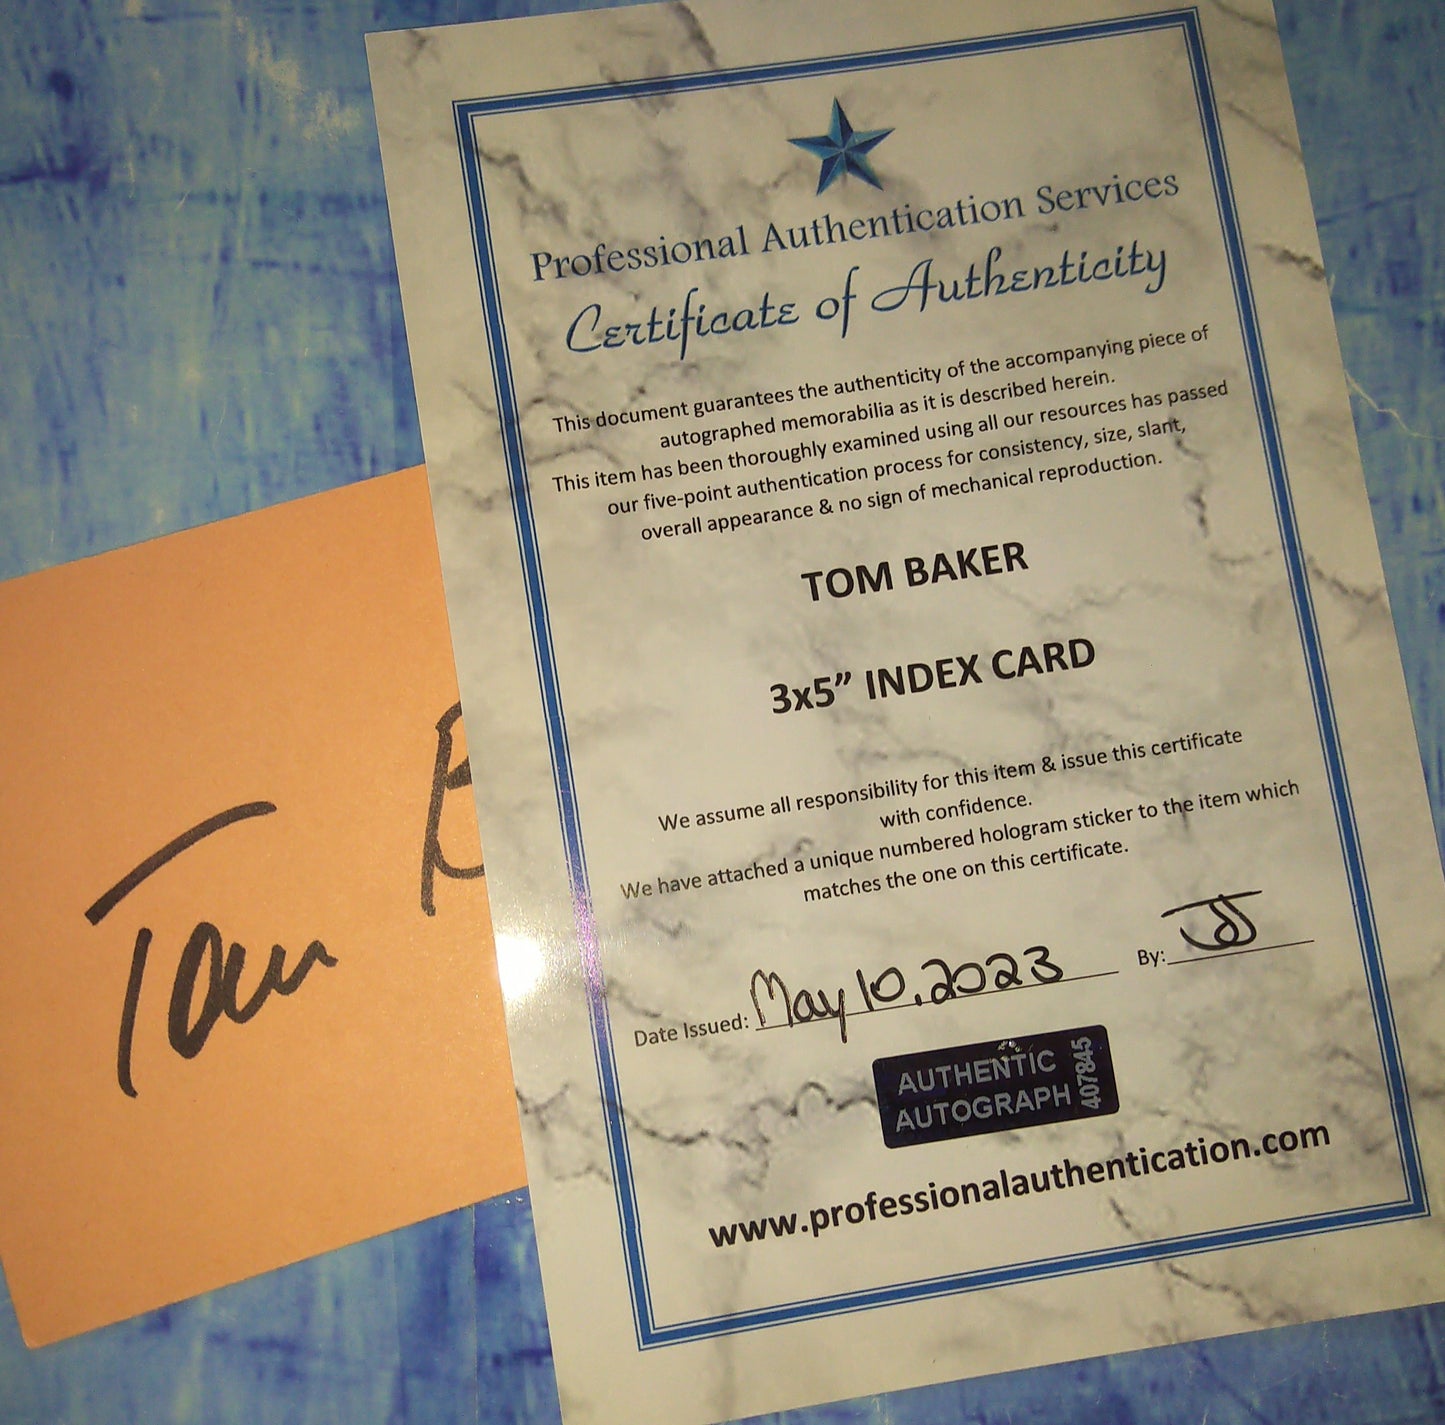 Professional Authentication Services
Certificate of Authenticity
This document guarantees the authenticity of the accompanying piece of
autographed memorabilia as it is described herein.
This item has been thoroughly examined using all our resources has passed
our five-point authentication process for consistency, size, slant,
overall appearance & no sign of mechanical reproduction.
TOM BAKER
3x5” INDEX CARD
We assume all responsibility for this item & issue this certificate
with confidence.
We have attached a unique numbered hologram sticker to the item which
matches the one on this certificate.
Date Issued: May 10, 2023 By:
AUTHENTIC
AUTOGRAPH
407845
www.professionalauthentication.com
Tom B